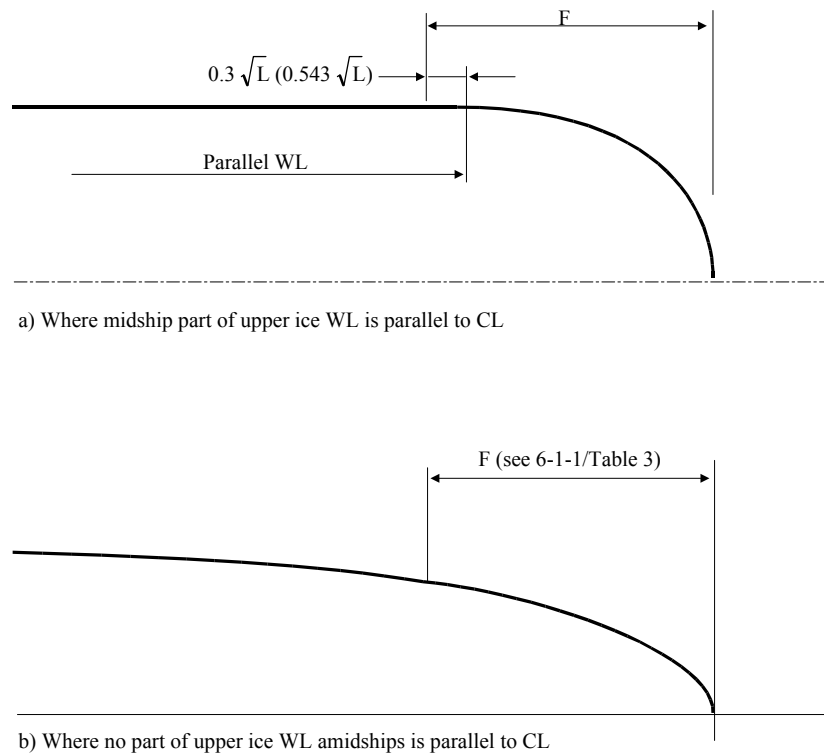 F
0.3 √L (0.543 √L)
Parallel WL
a) Where midship part of upper ice WL is parallel to CL
F (see 6-1-1/Table 3)
b) Where no part of upper ice WL amidships is parallel to CL